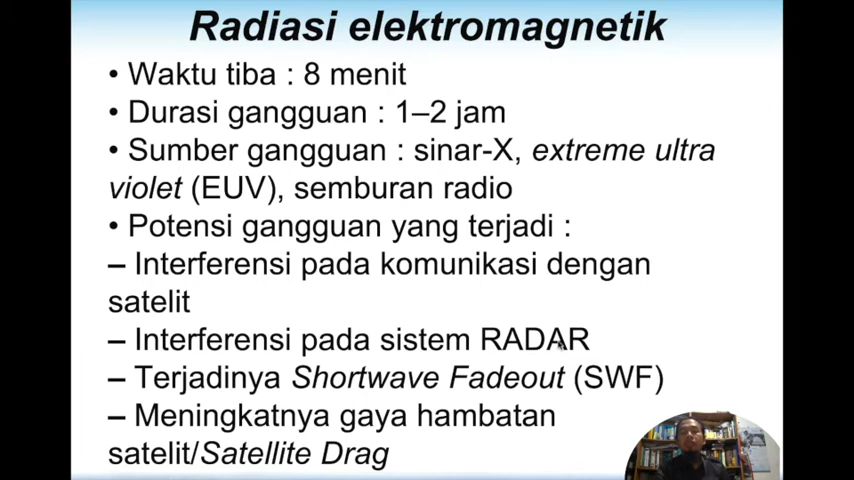 Radiasi elektromagnetik
• Waktu tiba : 8 menit
• Durasi gangguan : 1–2 jam
• Sumber gangguan : sinar-X, extreme ultra
violet (EUV), semburan radio
• Potensi gangguan yang terjadi :
– Interferensi pada komunikasi dengan
satelit
– Interferensi pada sistem RADAR
– Terjadinya Shortwave Fadeout (SWF)
– Meningkatnya gaya hambatan
satelit/Satellite Drag